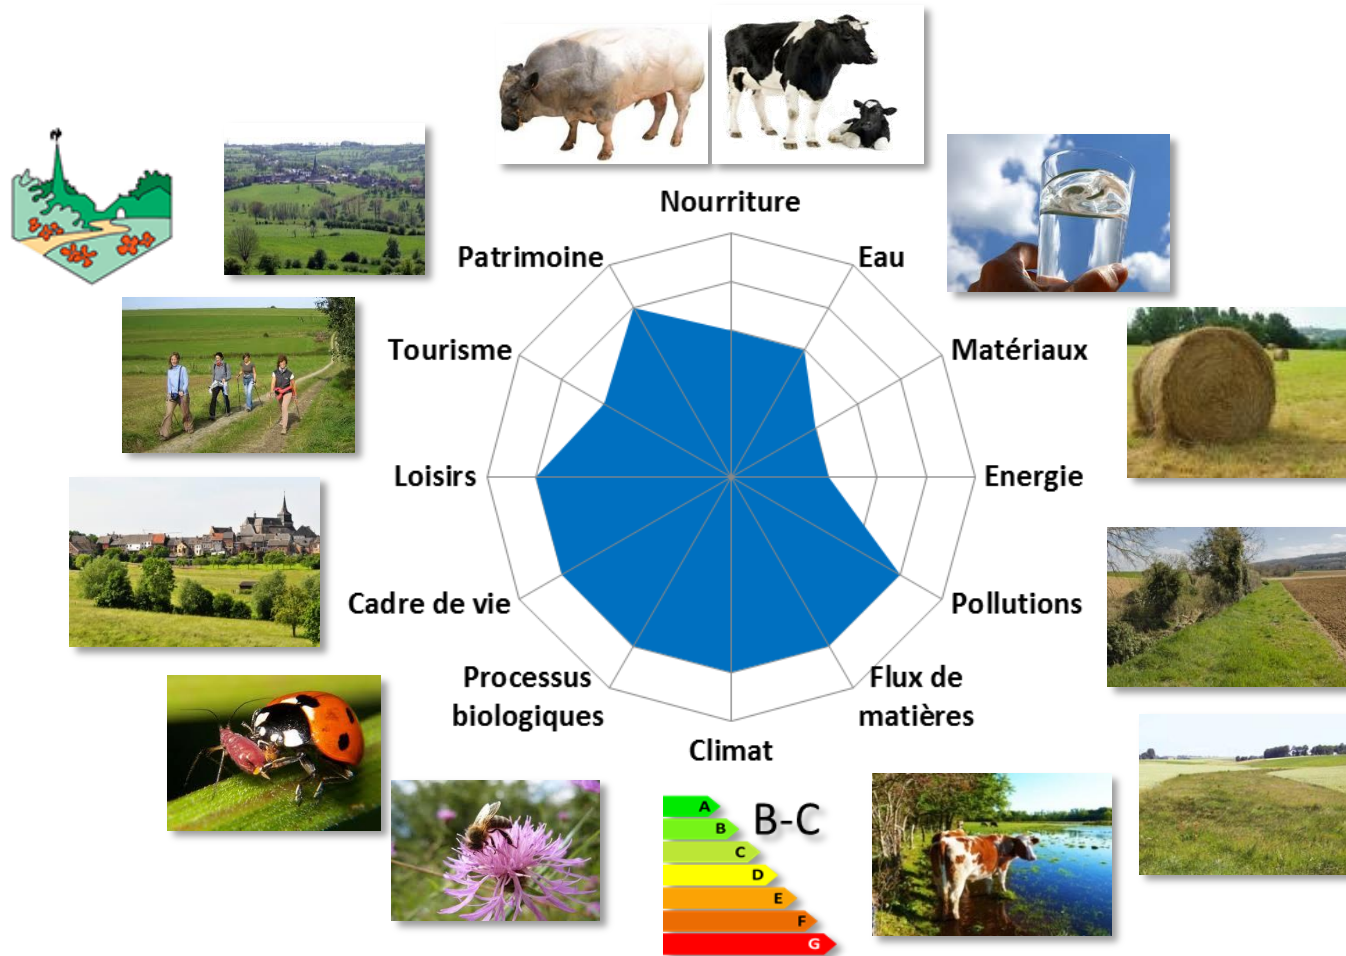 Nourriture
Patrimoine
Eau
Tourisme
Matériaux
Loisirs
Energie
Cadre de vie
Pollutions
Processus
biologiques
Flux de
matières
Climat
A
B-C
B
C
D
E
F
G